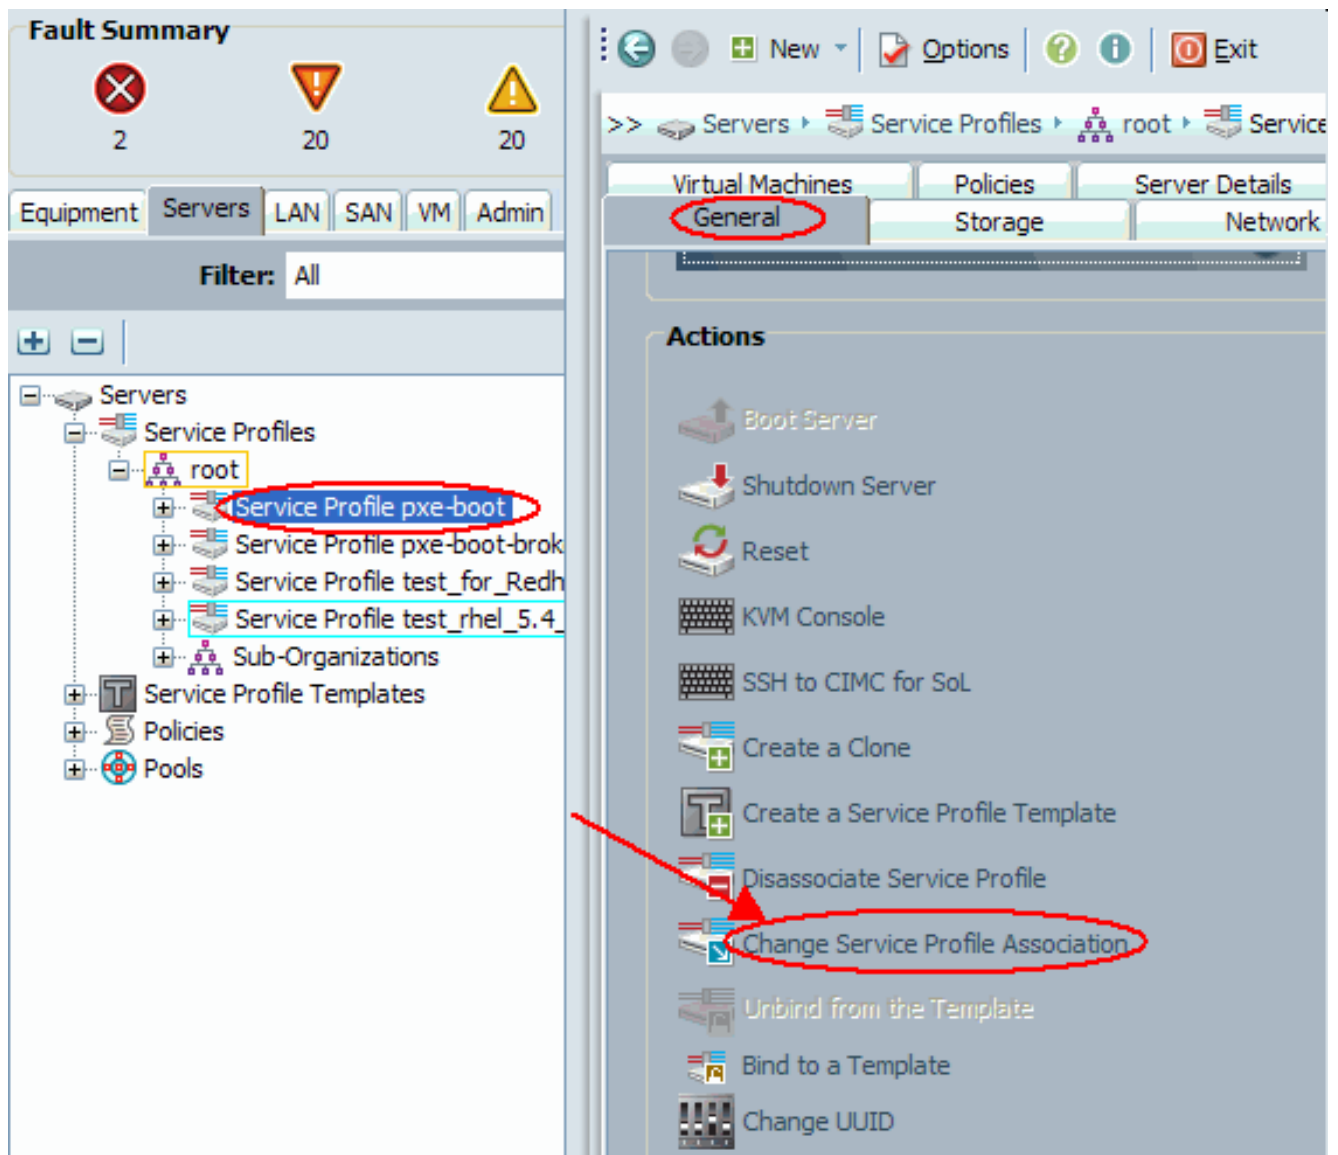 Fault Summary
2
20
20
Equipment Servers LAN SAN VM Admin
Filter: All
Servers
Service Profiles
root
Service Profile pxe-boot
Service Profile pxe-boot-brok
Service Profile test_for_Redh
Service Profile test_rhel_5.4_
Sub-Organizations
Service Profile Templates
Policies
Pools
New Options Exit
>> Servers Service Profiles root Service
Virtual Machines Policies Server Details
General Storage Network
Actions
Boot Server
Shutdown Server
Reset
KVM Console
SSH to CIMC for SoL
Create a Clone
Create a Service Profile Template
Disassociate Service Profile
Change Service Profile Association
Unbind from the Template
Bind to a Template
Change UUID